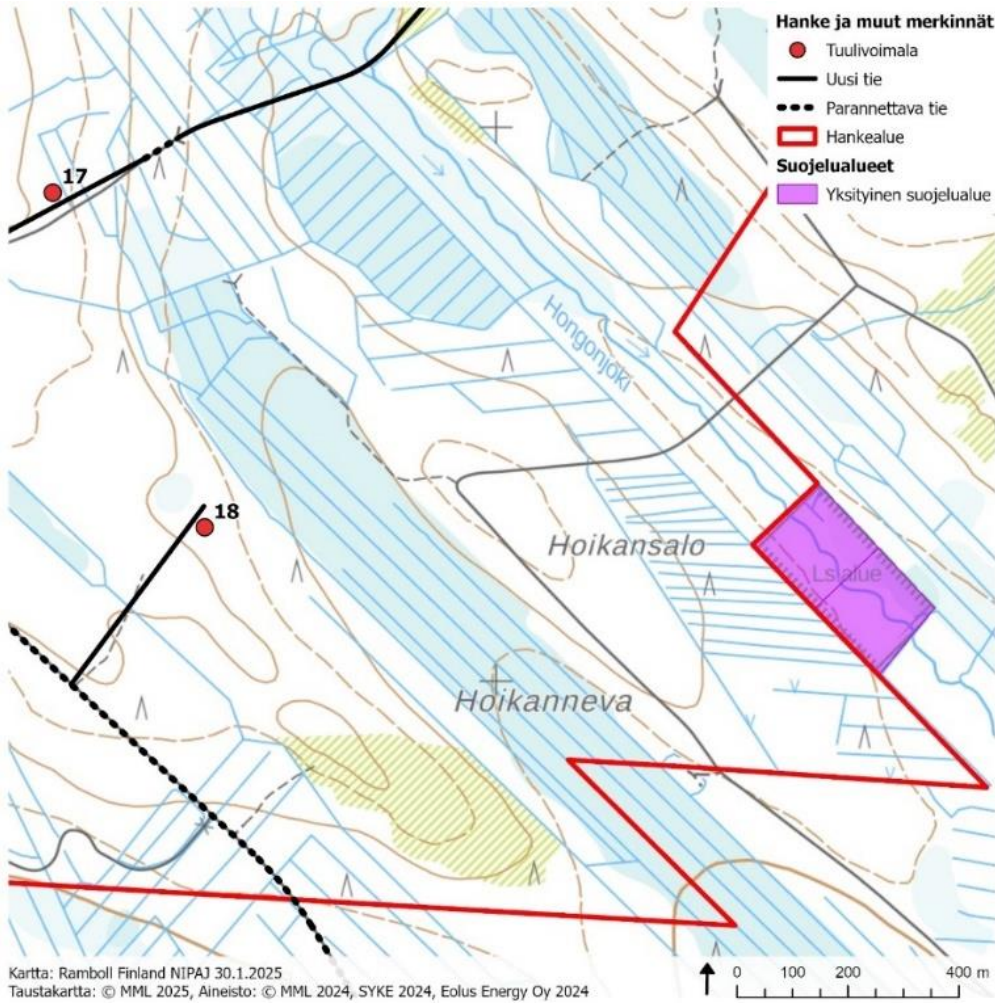 Hanke ja muut merkinnät
Tuulivoimala
Uusi tie
Parannettava tie
Hankealue
Suojelualueet
Yksityinen suojelualue
17
Hongonjoki
18
Hoikansalo
Ls-alue
Hoikanneva
Kartta: Ramboll Finland NIPAJ 30.1.2025
Taustakartta: © MML 2025, Aineisto: © MML 2024, SYKE 2024, Eolus Energy Oy 2024
0 100 200 400 m